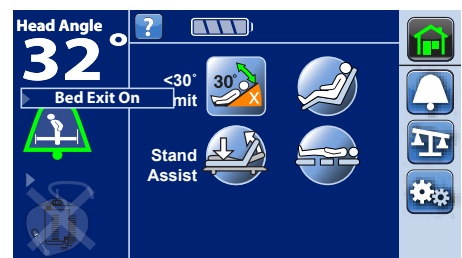 Head Angle
32°
?
<30°
mit
30°
X
Bed Exit On
Stand
Assist